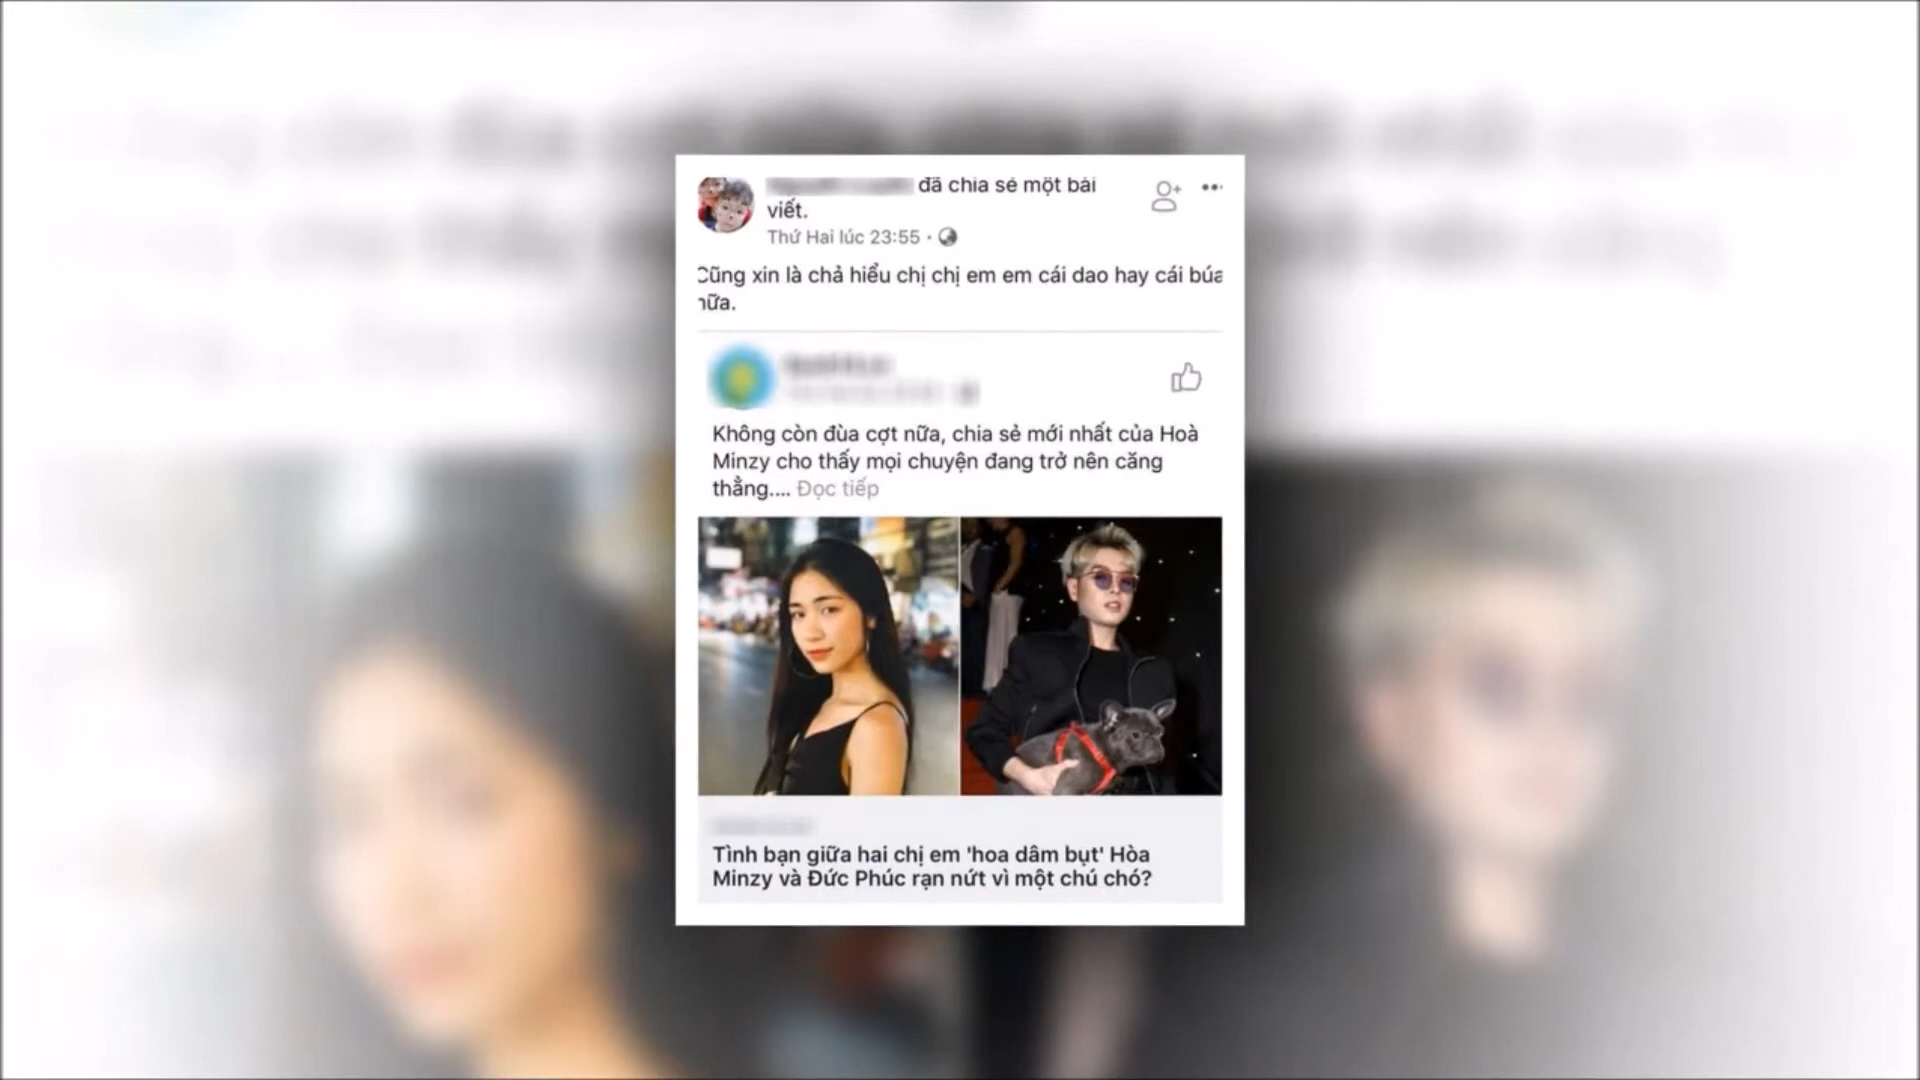 đã chia sẻ một bài
viết.
Thứ Hai lúc 23:55 ·
Cũng xin là chả hiểu chị chị em em cái dao hay cái búa
nữa.
Không còn đùa cợt nữa, chia sẻ mới nhất của Hoà
Minzy cho thấy mọi chuyện đang trở nên căng
thẳng.... Đọc tiếp
Tình bạn giữa hai chị em 'hoa dâm bụt' Hòa
Minzy và Đức Phúc rạn nứt vì một chú chó?